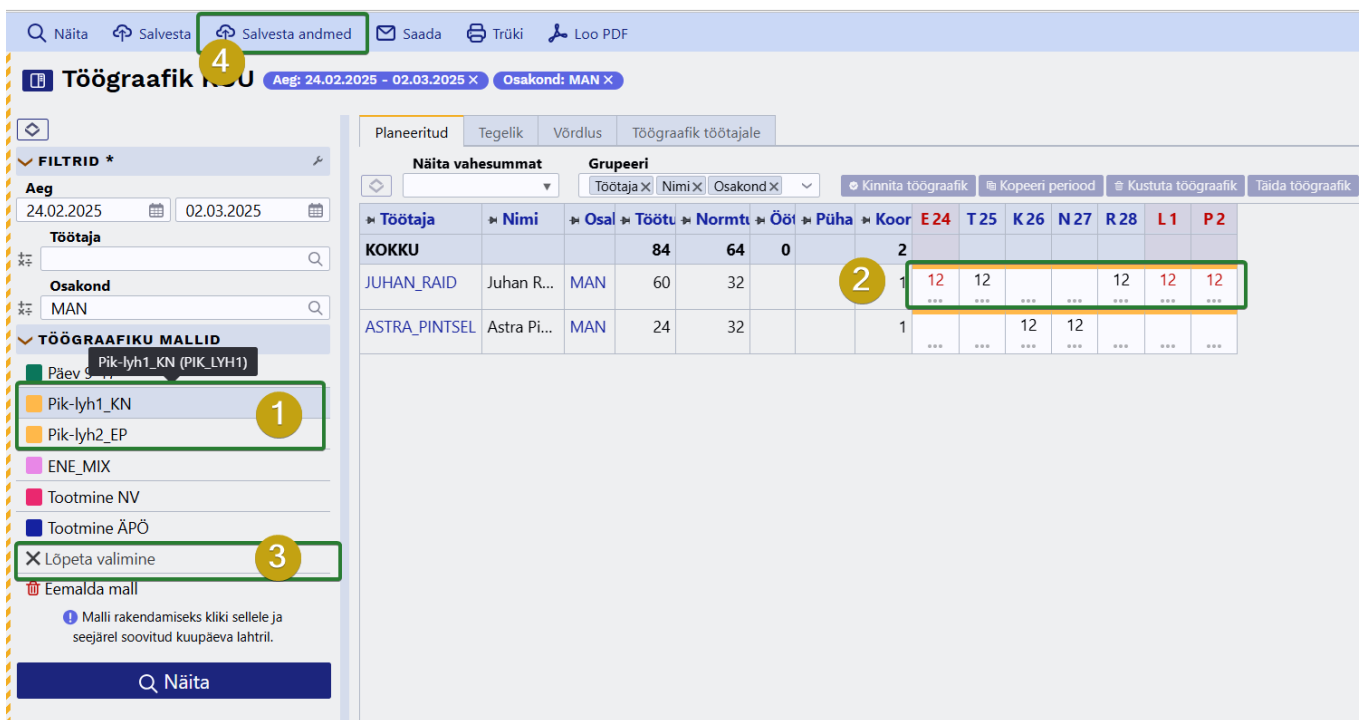 Näita Salvesta Salvesta andmed Saada Trüki Loo PDF
4
Töögraafik Aeg: 24.02.2025 - 02.03.2025 × Osakond: MAN ×
Planeeritud Tegelik Võrdlus Töögraafik töötajale
FILTRID *
Näita vahesummat Grupeeri
Aeg
Töötaja × Nimi × Osakond × Kinnita töögraafik Kopeeri periood Kustuta töögraafik Täida töögraafik
24.02.2025 02.03.2025
Töötaja Nimi Osal Töötu Normtu Ööt Püha Koor E 24 T 25 K 26 N 27 R 28 L 1 P 2
Töötaja
KOKKU 84 64 0 2
Osakond
MAN
JUHAN_RAID Juhan R... MAN 60 32 1 12 12 12 12 12
2
... ... ... ... ... ... ...
ASTRA_PINTSEL Astra Pi... MAN 24 32 1 12 12
... ... ... ... ... ... ...
TÖÖGRAAFIKU MALLID
Pik-lyh1_KN (PIK_LYH1)
Päev
Pik-lyh1_KN
1
Pik-lyh2_EP
ENE_MIX
Tootmine NV
Tootmine ÄPÖ
Lõpeta valimine
3
Eemalda mall
Malli rakendamiseks kliki sellele ja
seejärel soovitud kuupäeva lahtril.
Näita